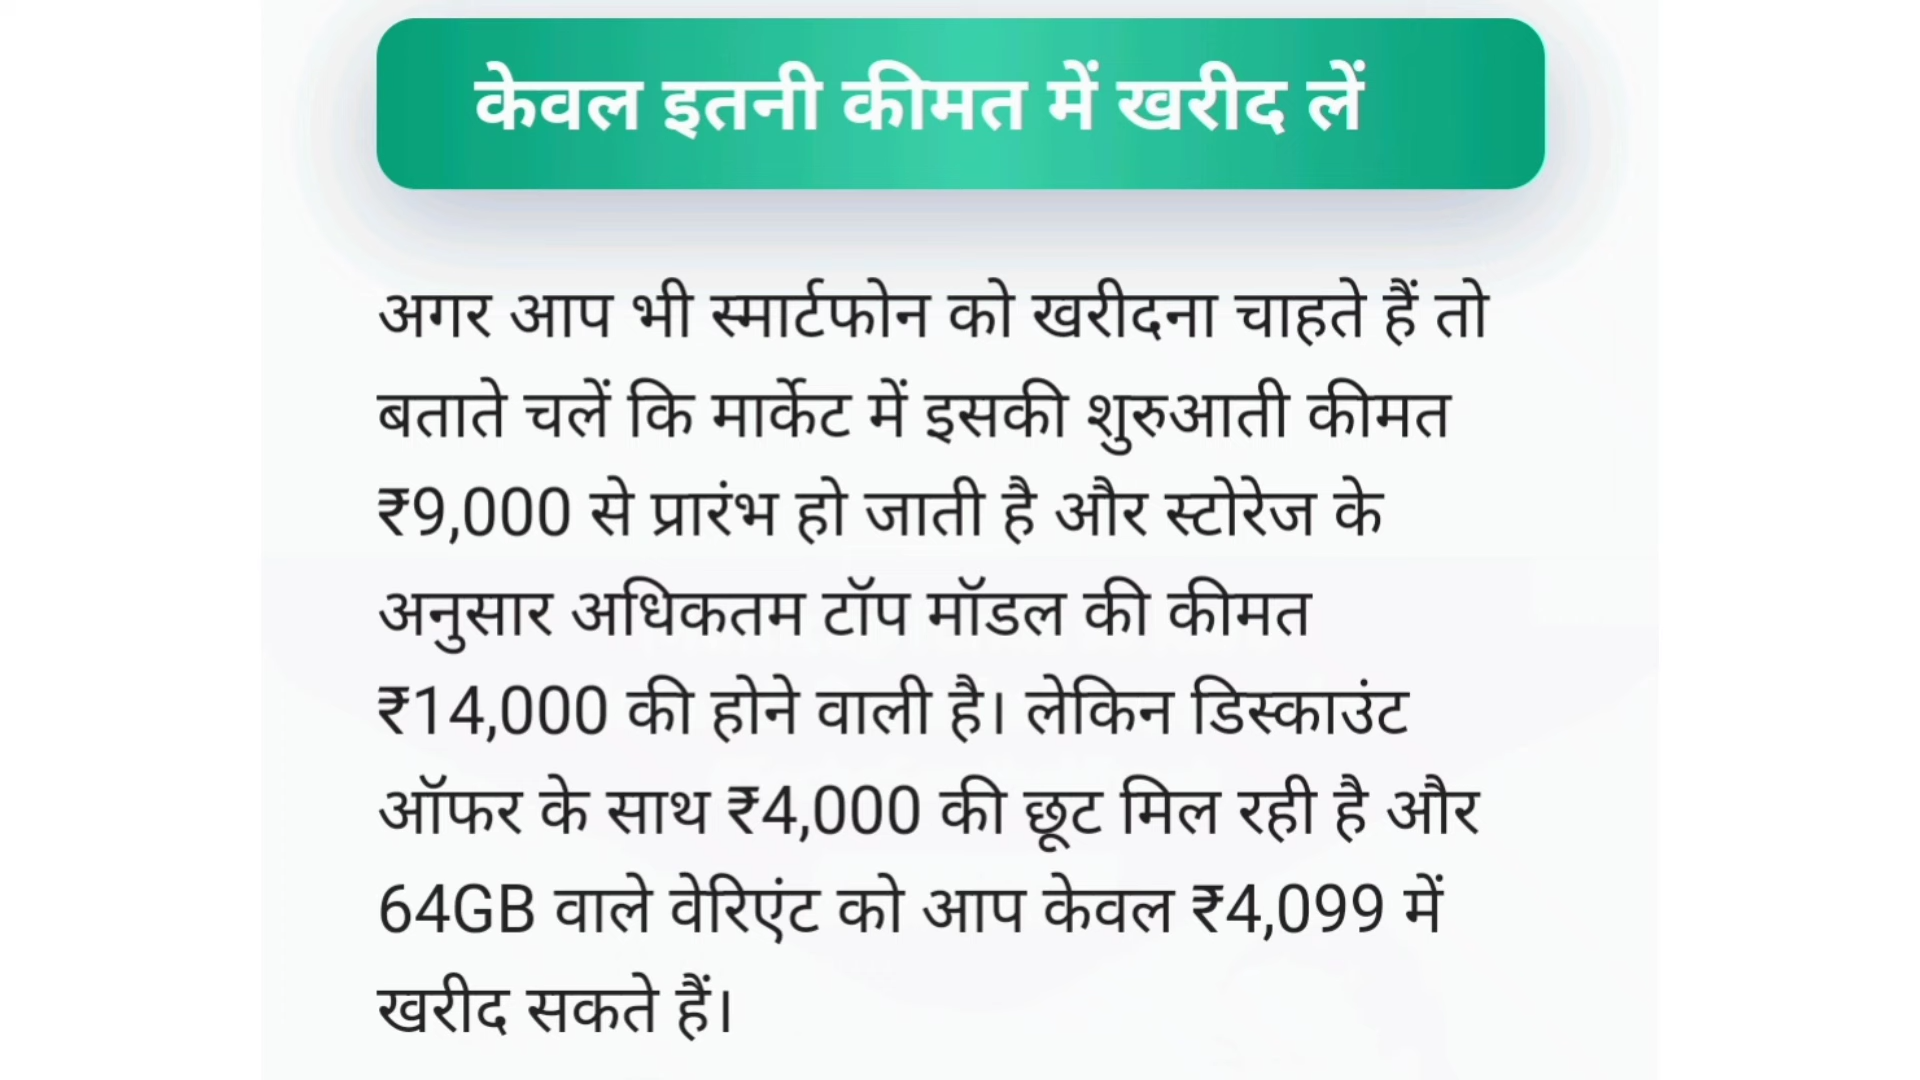 केवल इतनी कीमत में खरीद लें
अगर आप भी स्मार्टफोन को खरीदना चाहते हैं तो
बताते चलें कि मार्केट में इसकी शुरुआती कीमत
₹9,000 से प्रारंभ हो जाती है और स्टोरेज के
अनुसार अधिकतम टॉप मॉडल की कीमत
₹14,000 की होने वाली है। लेकिन डिस्काउंट
ऑफर के साथ ₹4,000 की छूट मिल रही है और
64GB वाले वेरिएंट को आप केवल ₹4,099 में
खरीद सकते हैं।